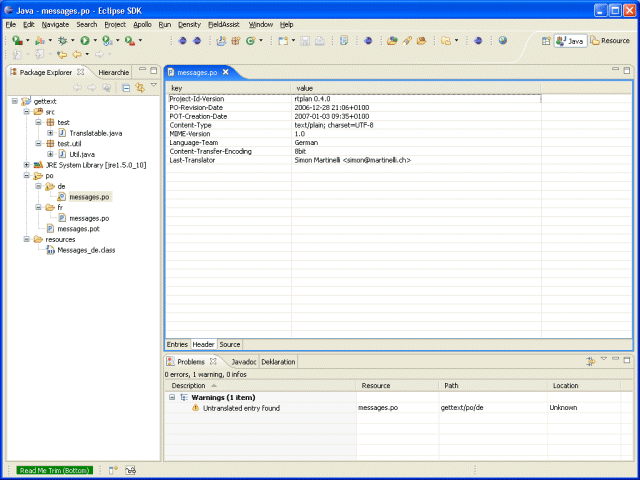 Java - messages.po - Eclipse SDK
File Edit Navigate Search Project Apollo Run Density FieldAssist Window Help
Java Resource
Package Explorer Hierarchie
gettext
src
test
Translatable.java
test.util
Util.java
JRE System Library [jre1.5.0_10]
po
de
messages.po
fr
messages.po
messages.pot
resources
Messages_de.class
messages.po
key value
Project-Id-Version rtplan 0.4.0
PO-Revision-Date 2006-12-28 21:06+0100
POT-Creation-Date 2007-01-03 09:35+0100
Content-Type text/plain; charset=UTF-8
MIME-Version 1.0
Language-Team German
Content-Transfer-Encoding 8bit
Last-Translator Simon Martinelli <simon@martinelli.ch>
Entries Header Source
Problems Javadoc Deklaration
0 errors, 1 warning, 0 infos
Description Resource Path Location
Warnings (1 item)
Untranslated entry found messages.po gettext/po/de Unknown
Read Me Trim (Bottom)